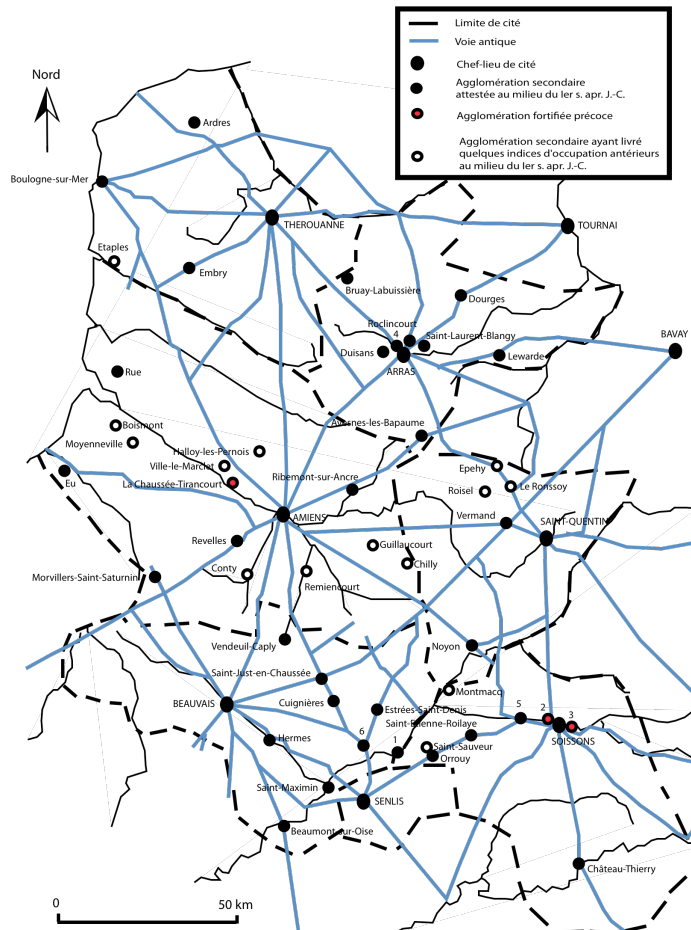 Limite de cité
Voie antique
Chef-lieu de cité
Agglomération secondaire
attestée au milieu du Ier s. apr. J.-C.
Agglomération fortifiée précoce
Agglomération secondaire ayant livré
quelques indices d'occupation antérieurs
au milieu du Ier s. apr. J.-C.
Nord
Ardres
Boulogne-sur-Mer
THEROUANNE
TOURNAI
Etaples
Embry
Bruay-Labuissière
Dourges
Roclincourt
4
Saint-Laurent-Blangy
BAVAY
Duisans
Lewarde
ARRAS
Rue
Boismont
Avesnes-les-Bapaume
Moyenneville
Halloy-les-Pernois
Ville-le-Marclet
Epehy
Eu
La Chaussée-Tirancourt
Ribemont-sur-Ancre
Roisel
Le Ronssoy
AMIENS
Vermand
SAINT-QUENTIN
Revelles
Guillaucourt
Conty
Chilly
Morvillers-Saint-Saturnin
Remiencourt
Vendeuil-Caply
Noyon
Saint-Just-en-Chaussée
Montmacq
BEAUVAIS
Cuignières
Estrées-Saint-Denis
5
2
3
Saint-Etienne-Roilaye
Hermes
6
1
Saint-Sauveur
SOISSONS
Orrouy
Saint-Maximin
SENLIS
Beaumont-sur-Oise
Château-Thierry
0
50 km